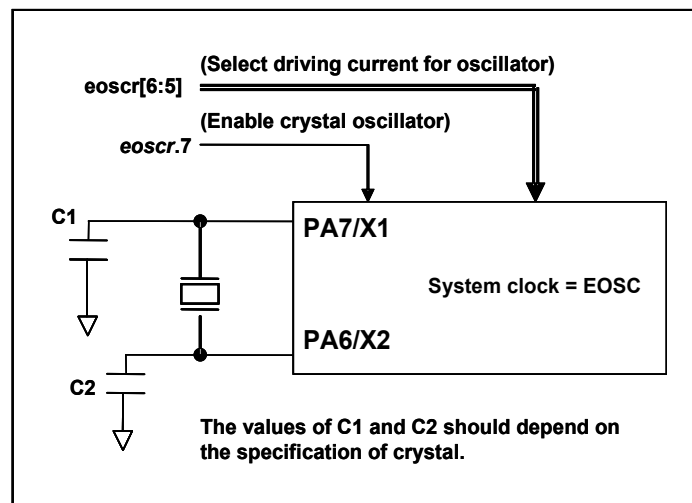 (Select driving current for oscillator)
eoscr[6:5]
(Enable crystal oscillator)
eoscr.7
C1
PA7/X1
System clock = EOSC
PA6/X2
C2
The values of C1 and C2 should depend on
the specification of crystal.